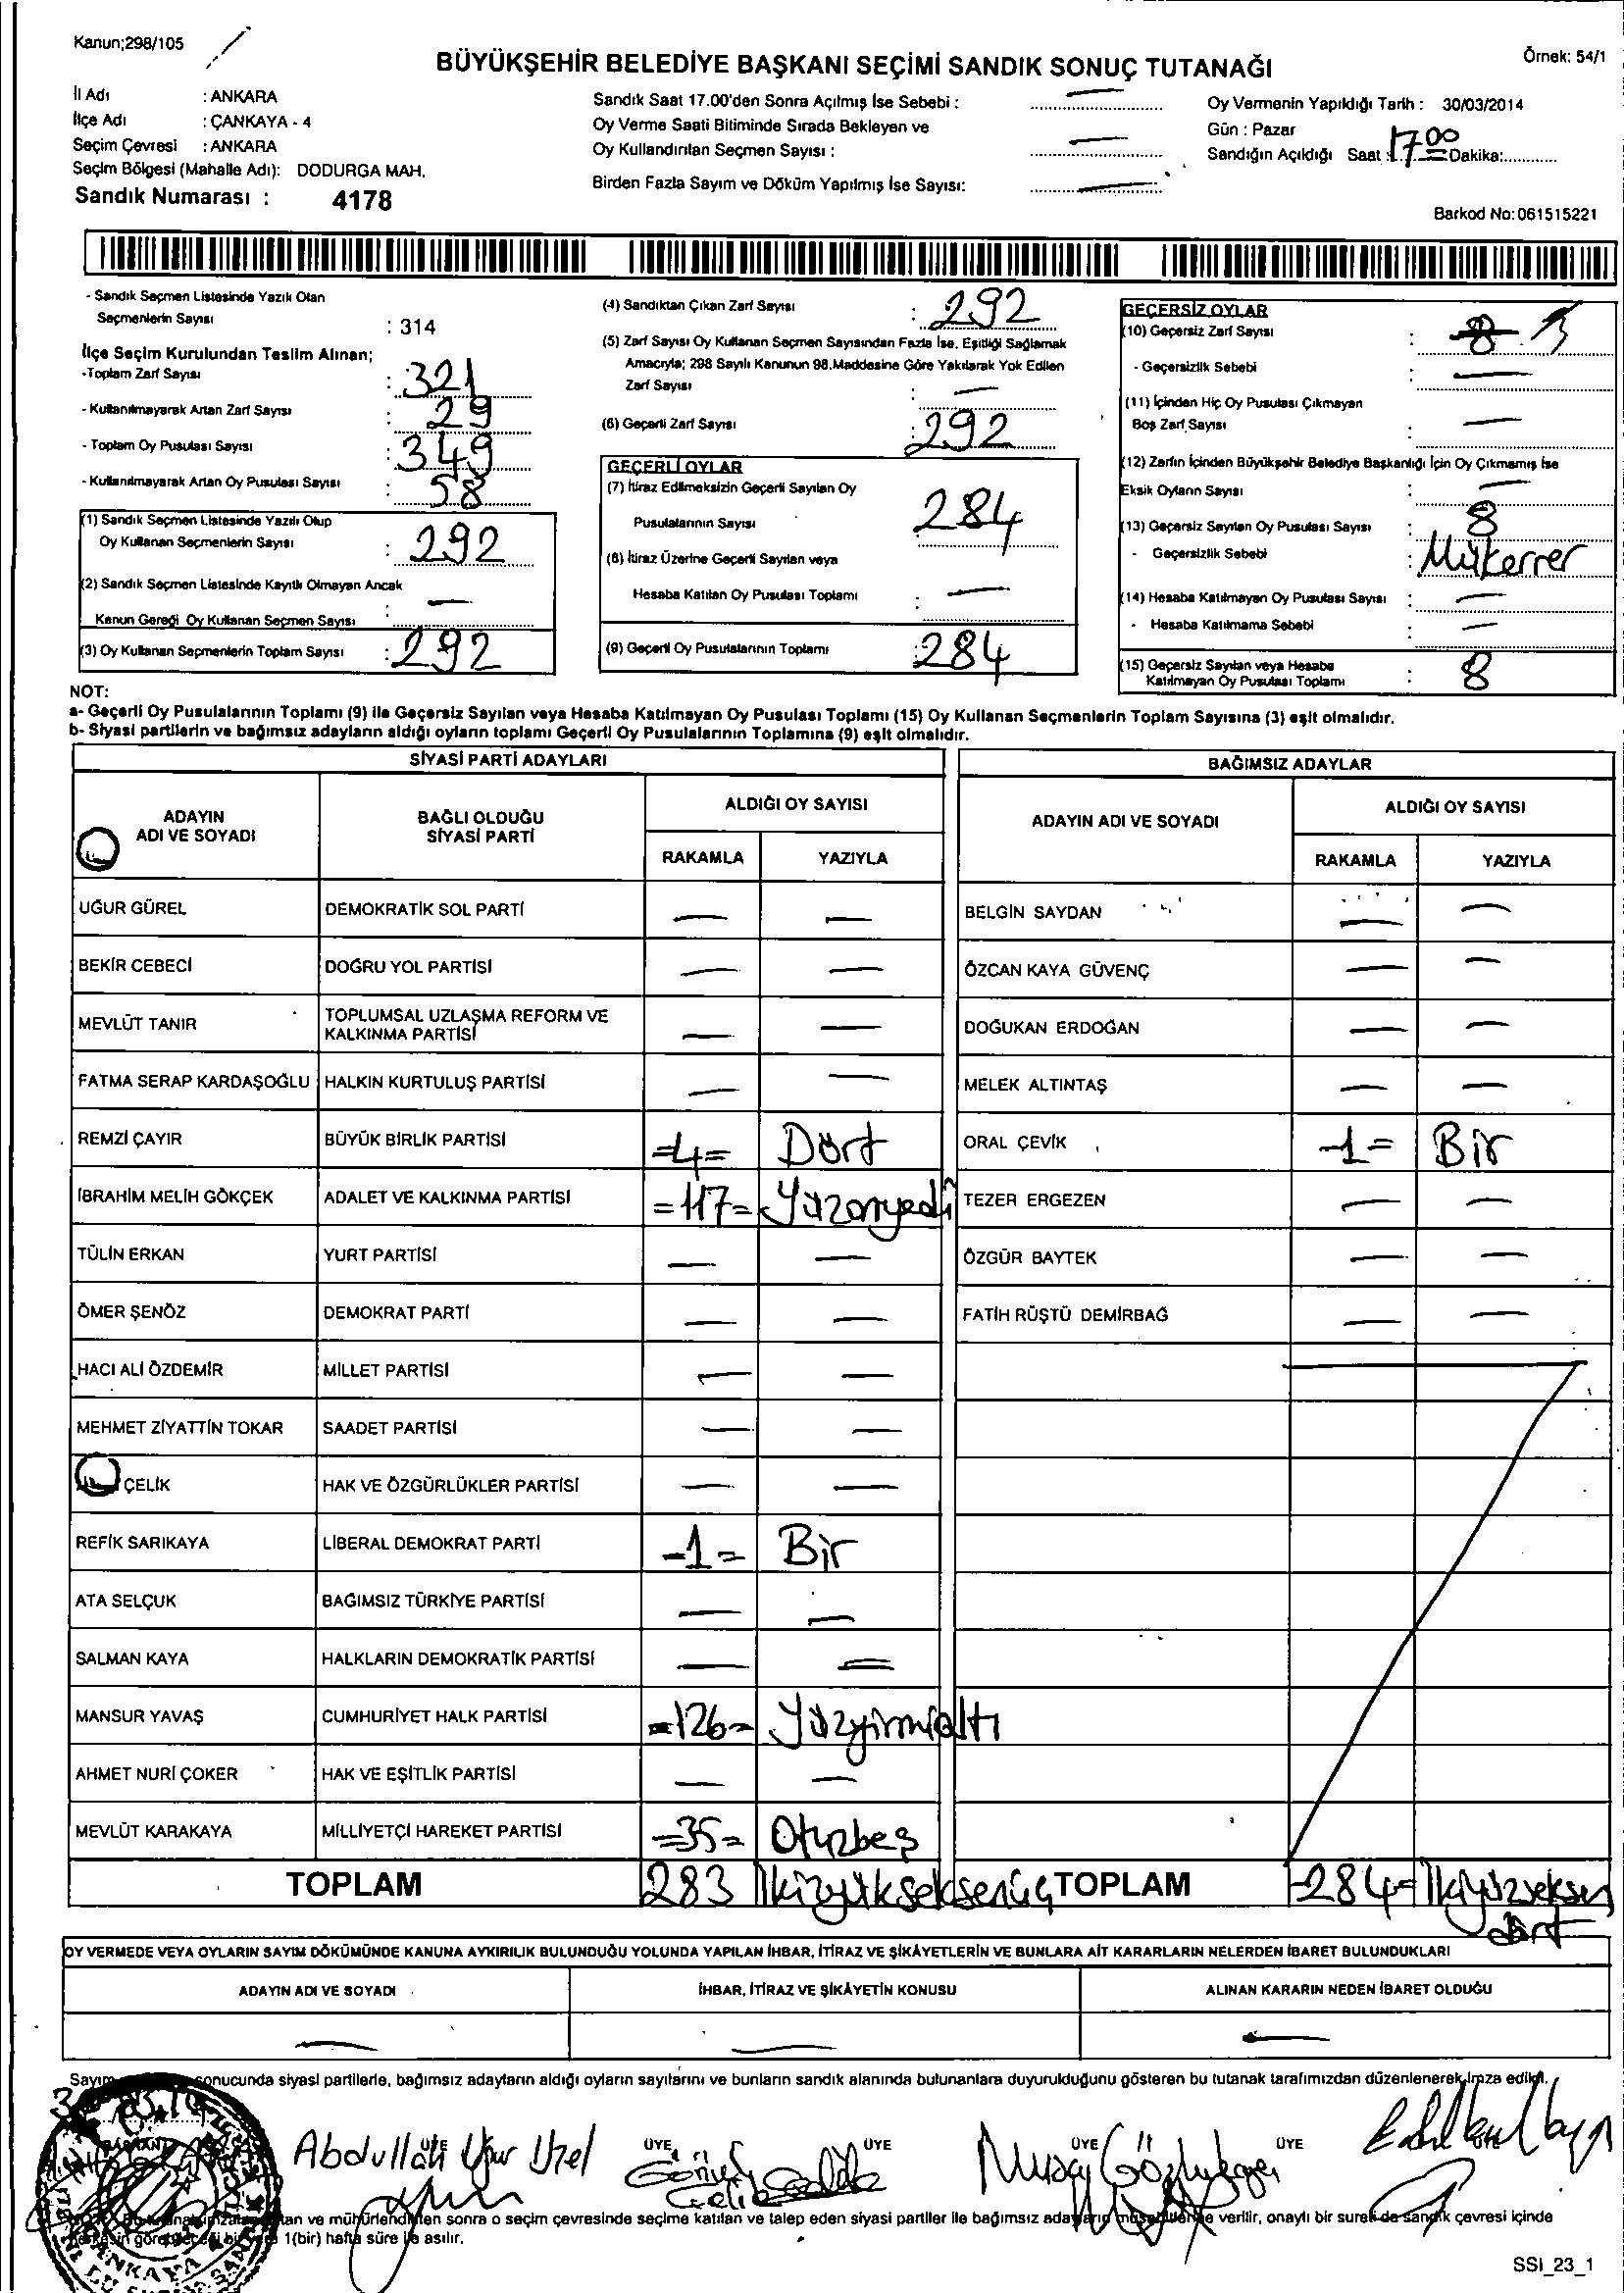 Kanun;298/105
BÜYÜKŞEHİR BELEDİYE BAŞKANI SEÇİMİ SANDIK SONUÇ TUTANAĞI
Örnek: 54/1
İl Adı : ANKARA
İlçe Adı : ÇANKAYA - 4
Seçim Çevresi : ANKARA
Seçim Bölgesi (Mahalle Adı): DODURGA MAH.
Sandık Numarası : 4178
Sandık Saat 17.00'den Sonra Açılmış İse Sebebi :
Oy Verme Saati Bitiminde Sırada Bekleyen ve
Oy Kullandırılan Seçmen Sayısı :
Birden Fazla Sayım ve Döküm Yapılmış İse Sayısı:
Oy Vermenin Yapıldığı Tarih : 30/03/2014
Gün : Pazar
Sandığın Açıldığı Saat : 17 00 Dakika:
Barkod No: 061515221
- Sandık Seçmen Listesinde Yazılı Olan
Seçmenlerin Sayısı : 314
İlçe Seçim Kurulundan Teslim Alınan;
-Toplam Zarf Sayısı : 321
- Kullanılmayarak Artan Zarf Sayısı : 29
- Toplam Oy Pusulası Sayısı : 349
- Kullanılmayarak Artan Oy Pusulası Sayısı : 58
(1) Sandık Seçmen Listesinde Yazılı Olup
Oy Kullanan Seçmenlerin Sayısı : 292
(2) Sandık Seçmen Listesinde Kayıtlı Olmayan Ancak
Kanun Gereği Oy Kullanan Seçmen Sayısı : —
(3) Oy Kullanan Seçmenlerin Toplam Sayısı : 292
(4) Sandıktan Çıkan Zarf Sayısı : 292
(5) Zarf Sayısı Oy Kullanan Seçmen Sayısından Fazla İse, Eşitliği Sağlamak
Amacıyla; 298 Sayılı Kanunun 98.Maddesine Göre Yakılarak Yok Edilen
Zarf Sayısı : —
(6) Geçerli Zarf Sayısı : 292
GEÇERLİ OYLAR
(7) İtiraz Edilmeksizin Geçerli Sayılan Oy
Pusulalarının Sayısı : 284
(8) İtiraz Üzerine Geçerli Sayılan veya
Hesaba Katılan Oy Pusulası Toplamı : —
(9) Geçerli Oy Pusulalarının Toplamı : 284
GEÇERSİZ OYLAR
(10) Geçersiz Zarf Sayısı : 8
- Geçersizlik Sebebi : —
(11) İçinden Hiç Oy Pusulası Çıkmayan
Boş Zarf Sayısı : —
(12) Zarfın İçinden Büyükşehir Belediye Başkanlığı İçin Oy Çıkmamış İse
Eksik Oyların Sayısı : —
(13) Geçersiz Sayılan Oy Pusulası Sayısı : 8
- Geçersizlik Sebebi : Mükerrer
(14) Hesaba Katılmayan Oy Pusulası Sayısı : —
- Hesaba Katılmama Sebebi : —
(15) Geçersiz Sayılan veya Hesaba
Katılmayan Oy Pusulası Toplamı : 8
NOT:
a- Geçerli Oy Pusulalarının Toplamı (9) ile Geçersiz Sayılan veya Hesaba Katılmayan Oy Pusulası Toplamı (15) Oy Kullanan Seçmenlerin Toplam Sayısına (3) eşit olmalıdır.
b- Siyasi partilerin ve bağımsız adayların aldığı oyların toplamı Geçerli Oy Pusulalarının Toplamına (9) eşit olmalıdır.
SİYASİ PARTİ ADAYLARI
ADAYIN ADI VE SOYADI BAĞLI OLDUĞU SİYASİ PARTİ ALDIĞI OY SAYISI
RAKAMLA YAZIYLA
UĞUR GÜREL DEMOKRATİK SOL PARTİ — —
BEKİR CEBECİ DOĞRU YOL PARTİSİ — —
MEVLÜT TANIR TOPLUMSAL UZLAŞMA REFORM VE KALKINMA PARTİSİ — —
FATMA SERAP KARDAŞOĞLU HALKIN KURTULUŞ PARTİSİ — —
REMZİ ÇAYIR BÜYÜK BİRLİK PARTİSİ =4= Dört
İBRAHİM MELİH GÖKÇEK ADALET VE KALKINMA PARTİSİ =117= Yüzonyedi
TÜLİN ERKAN YURT PARTİSİ — —
ÖMER ŞENÖZ DEMOKRAT PARTİ — —
HACI ALİ ÖZDEMİR MİLLET PARTİSİ — —
MEHMET ZİYATTİN TOKAR SAADET PARTİSİ — —
ÇELİK HAK VE ÖZGÜRLÜKLER PARTİSİ — —
REFİK SARIKAYA LİBERAL DEMOKRAT PARTİ -1= Bir
ATA SELÇUK BAĞIMSIZ TÜRKİYE PARTİSİ — —
SALMAN KAYA HALKLARIN DEMOKRATİK PARTİSİ — —
MANSUR YAVAŞ CUMHURİYET HALK PARTİSİ =126= Yüzyirmialtı
AHMET NURİ ÇOKER HAK VE EŞİTLİK PARTİSİ — —
MEVLÜT KARAKAYA MİLLİYETÇİ HAREKET PARTİSİ =35= Otuzbeş
TOPLAM 283 İkizyükseksenüç
BAĞIMSIZ ADAYLAR
ADAYIN ADI VE SOYADI ALDIĞI OY SAYISI
RAKAMLA YAZIYLA
BELGİN SAYDAN — —
ÖZCAN KAYA GÜVENÇ — —
DOĞUKAN ERDOĞAN — —
MELEK ALTINTAŞ — —
ORAL ÇEVİK -1= Bir
TEZER ERGEZEN — —
ÖZGÜR BAYTEK — —
FATİH RÜŞTÜ DEMİRBAĞ — —
TOPLAM -284= İkiyüzseksen
dört
OY VERMEDE VEYA OYLARIN SAYIM DÖKÜMÜNDE KANUNA AYKIRILIK BULUNDUĞU YOLUNDA YAPILAN İHBAR, İTİRAZ VE ŞİKÂYETLERİN VE BUNLARA AİT KARARLARIN NELERDEN İBARET BULUNDUKLARI
ADAYIN ADI VE SOYADI İHBAR, İTİRAZ VE ŞİKÂYETİN KONUSU ALINAN KARARIN NEDEN İBARET OLDUĞU
— — —
Sayım sonucunda siyasi partilerle, bağımsız adayların aldığı oyların sayılarını ve bunların sandık alanında bulunanlara duyurulduğunu gösteren bu tutanak tarafımızdan düzenlenerek imza edildi.
BAŞKAN ÜYE ÜYE ÜYE ÜYE ÜYE ÜYE
Abdullah Uğur Uzel
ve mühürlendikten sonra o seçim çevresinde seçime katılan ve talep eden siyasi partiler ile bağımsız adayların müşahitlerine verilir, onaylı bir sureti de sandık çevresi içinde
1(bir) hafta süre ile asılır.
SSI_23_1